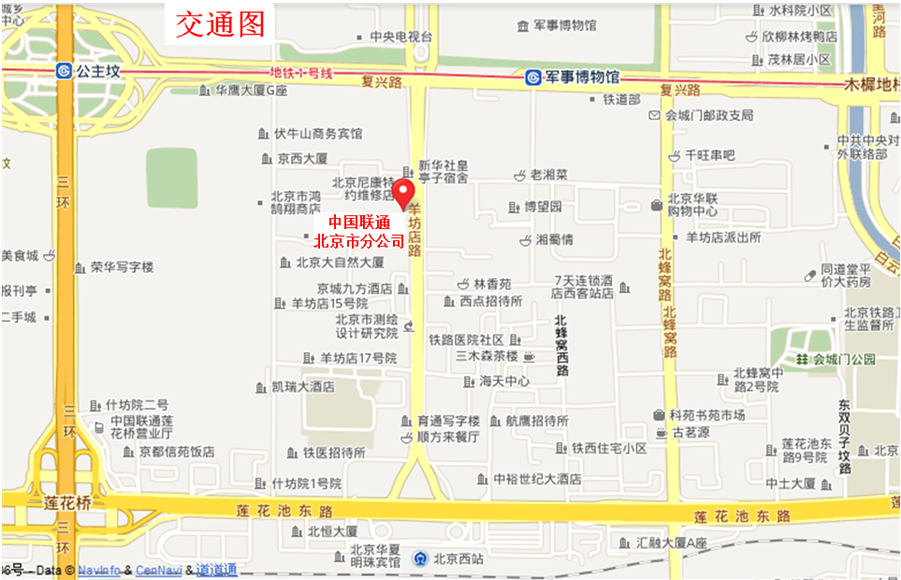 交通图
中央电视台
军事博物馆
水科院小区
欣柳林烤鸭店
茂林居小区
公主坟
地铁1号线
复兴路
军事博物馆
复兴路
木樨地桥
华鹰大厦G座
铁道部
会城门邮政支局
伏牛山商务宾馆
京西大厦
新华社皇
亭子宿舍
老湘菜
千旺串吧
中共中央对
外联络部
北京尼康特
约维修店
北京市鸿
鹄翔商店
中国联通
北京市分公司
羊坊店路
博望园
湘蜀情
北京华联
购物中心
羊坊店派出所
三环
美食城
荣华写字楼
报刊亭
二手城
北京大自然大厦
京城九方酒店
羊坊店15号院
北京市测绘
设计研究院
林香苑
西点招待所
7天连锁酒
店西客站店
北蜂窝路
北蜂窝路
北蜂窝西路
同道堂平
价大药房
白云
北京铁路卫
生监督所
铁路医院社区
三木森茶楼
羊坊店17号院
海天中心
凯瑞大酒店
会城门公园
北蜂窝中
路2号院
东双贝子坟路
三环
什坊院二号
中国联通莲
花桥营业厅
京都信苑饭店
育通写字楼
顺方来餐厅
航鹰招待所
科苑书苑市场
古茗源
铁医招待所
铁西住宅小区
莲花池东
路9号院
北京
什坊院1号院
中裕世纪大酒店
中土大厦
莲花桥
莲花池东路
莲花池东路
三环
北恒大厦
北京华夏
明珠宾馆
北京西站
汇融大厦A座
6号 - Data © NavInfo & CenNavi & 道道通